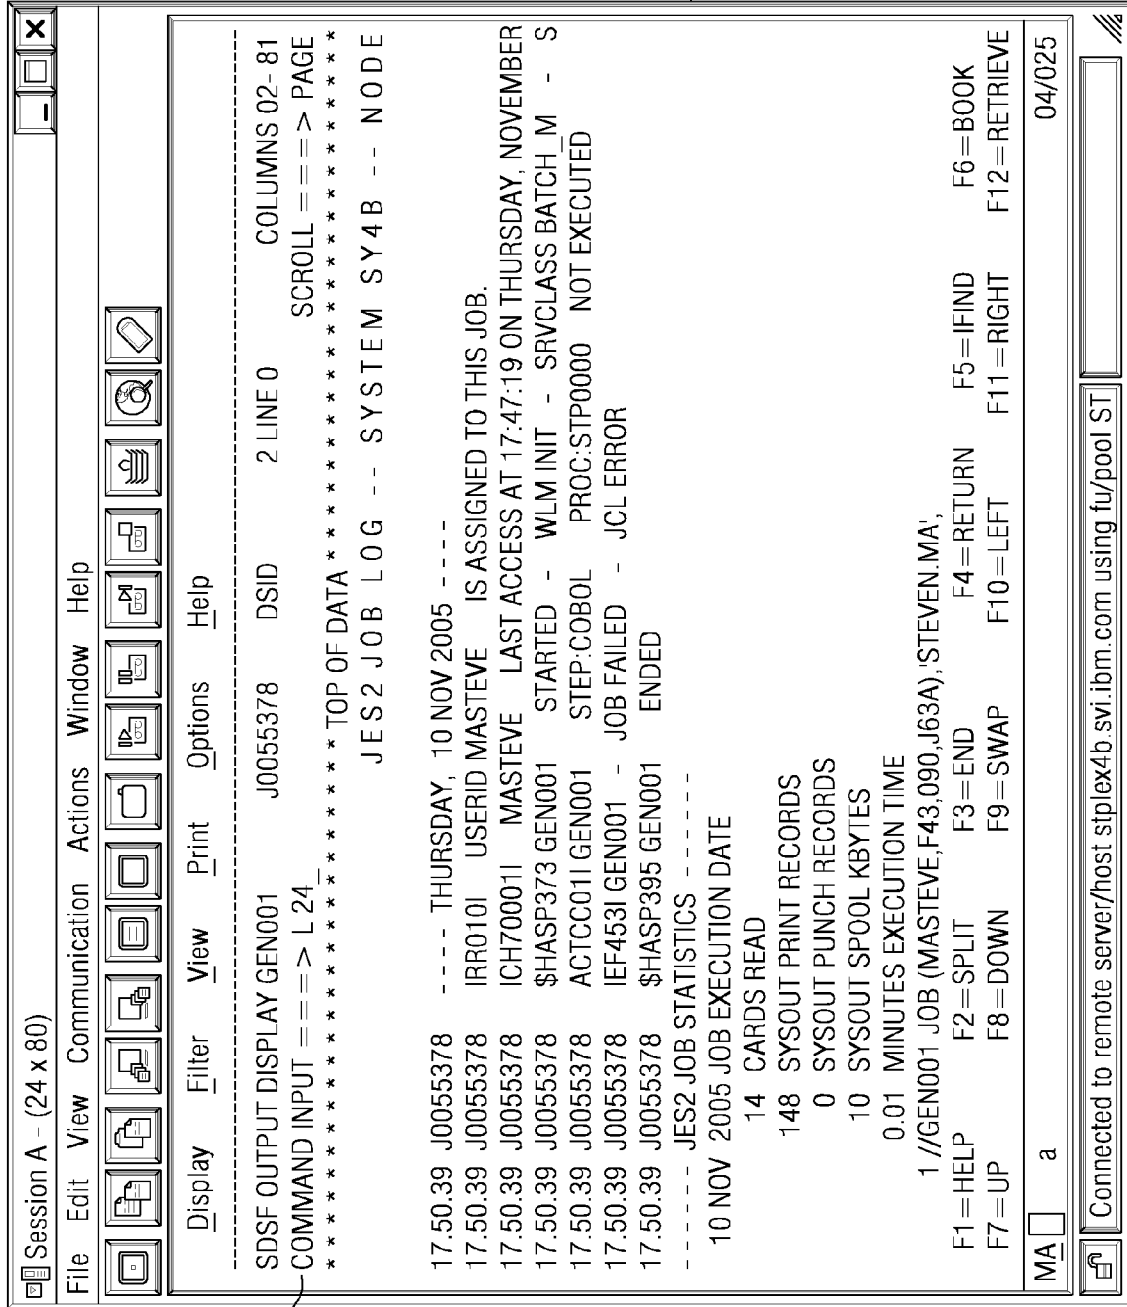 Session A - (24 x 80)
File Edit View Communication Actions Window Help
Display Filter View Print Options Help
SDSF OUTPUT DISPLAY GEN001 J0055378 DSID 2 LINE 0 COLUMNS 02- 81
COMMAND INPUT ===> L 24_ SCROLL ===> PAGE
********************************* TOP OF DATA *********************************
JES2 JOB LOG -- SYSTEM SY4B -- NODE
17.50.39 J0055378 ---- THURSDAY, 10 NOV 2005 ----
17.50.39 J0055378 IRR010I USERID MASTEVE IS ASSIGNED TO THIS JOB.
17.50.39 J0055378 ICH70001I MASTEVE LAST ACCESS AT 17:47:19 ON THURSDAY, NOVEMBER
17.50.39 J0055378 $HASP373 GEN001 STARTED - WLM INIT - SRVCLASS BATCH_M - S
17.50.39 J0055378 ACTCC01I GEN001 STEP:COBOL PROC:STP0000 NOT EXECUTED
17.50.39 J0055378 IEF453I GEN001 - JOB FAILED - JCL ERROR
17.50.39 J0055378 $HASP395 GEN001 ENDED
------ JES2 JOB STATISTICS ------
10 NOV 2005 JOB EXECUTION DATE
14 CARDS READ
148 SYSOUT PRINT RECORDS
0 SYSOUT PUNCH RECORDS
10 SYSOUT SPOOL KBYTES
0.01 MINUTES EXECUTION TIME
1 //GEN001 JOB (MASTEVE,F43,090,J63A),'STEVEN.MA',
F1=HELP F2=SPLIT F3=END F4=RETURN F5=IFIND F6=BOOK
F7=UP F8=DOWN F9=SWAP F10=LEFT F11=RIGHT F12=RETRIEVE
MA a 04/025
Connected to remote server/host stplex4b.svi.ibm.com using fu/pool ST